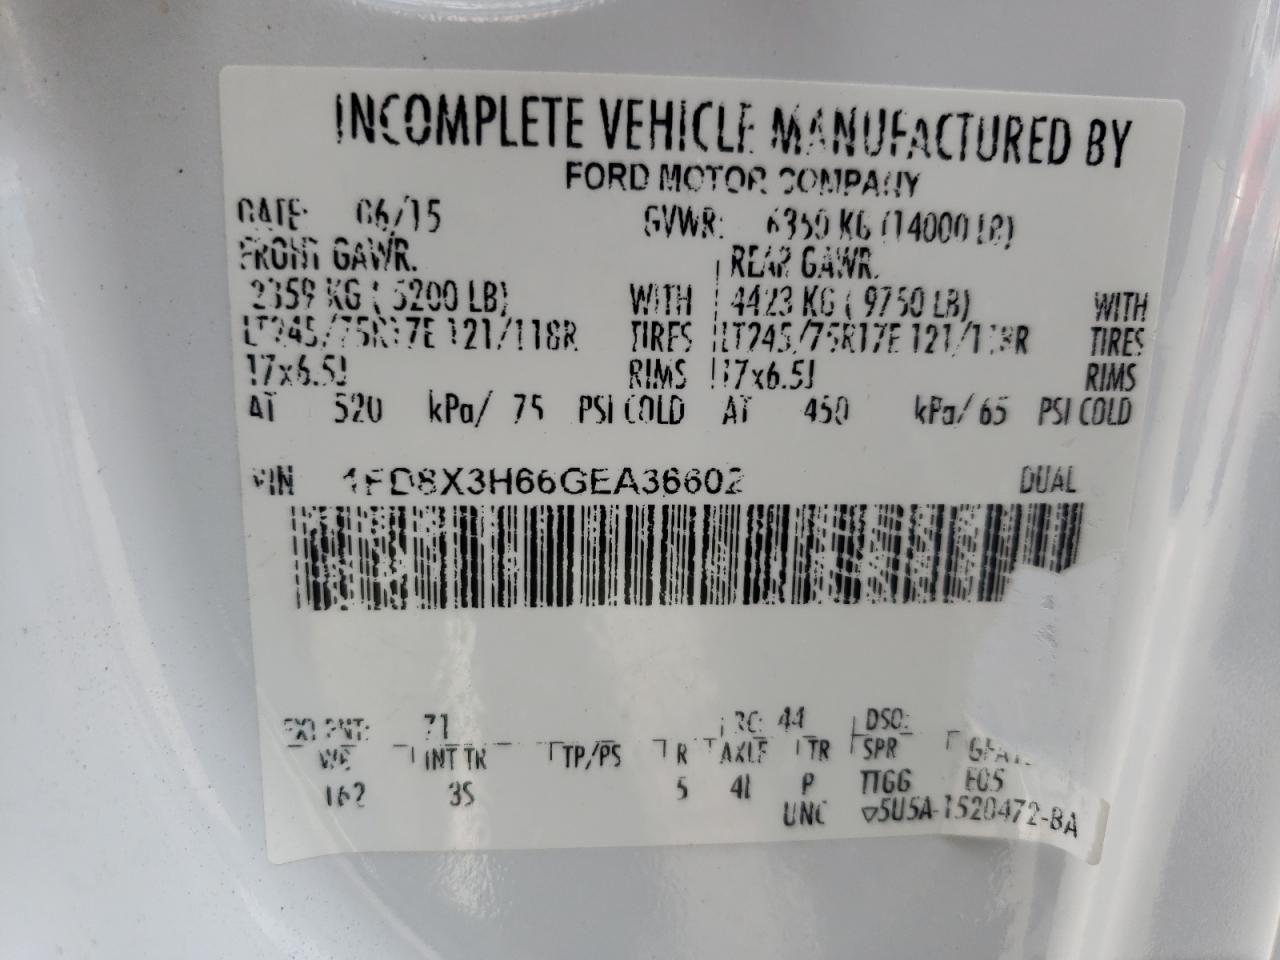 INCOMPLETE VEHICLE MANUFACTURED BY
FORD MOTOR COMPANY
DATE: 06/15 GVWR: 6350 KG (14000 LB)
FRONT GAWR: REAR GAWR:
2359 KG ( 5200 LB) WITH 4423 KG ( 9750 LB) WITH
LT245/75R17E 121/118R TIRES LT245/75R17E 121/118R TIRES
17x6.5J RIMS 17x6.5J RIMS
AT 520 kPa/ 75 PSI COLD AT 450 kPa/ 65 PSI COLD
VIN 1FD8X3H66GEA36602 DUAL
EXT PNT: 71 RC: 44 DSO:
WB INT TR TP/PS R AXLE TR SPR
162 3S 5 4L P TTGG
UNC ▽5U5A-1520472-BA